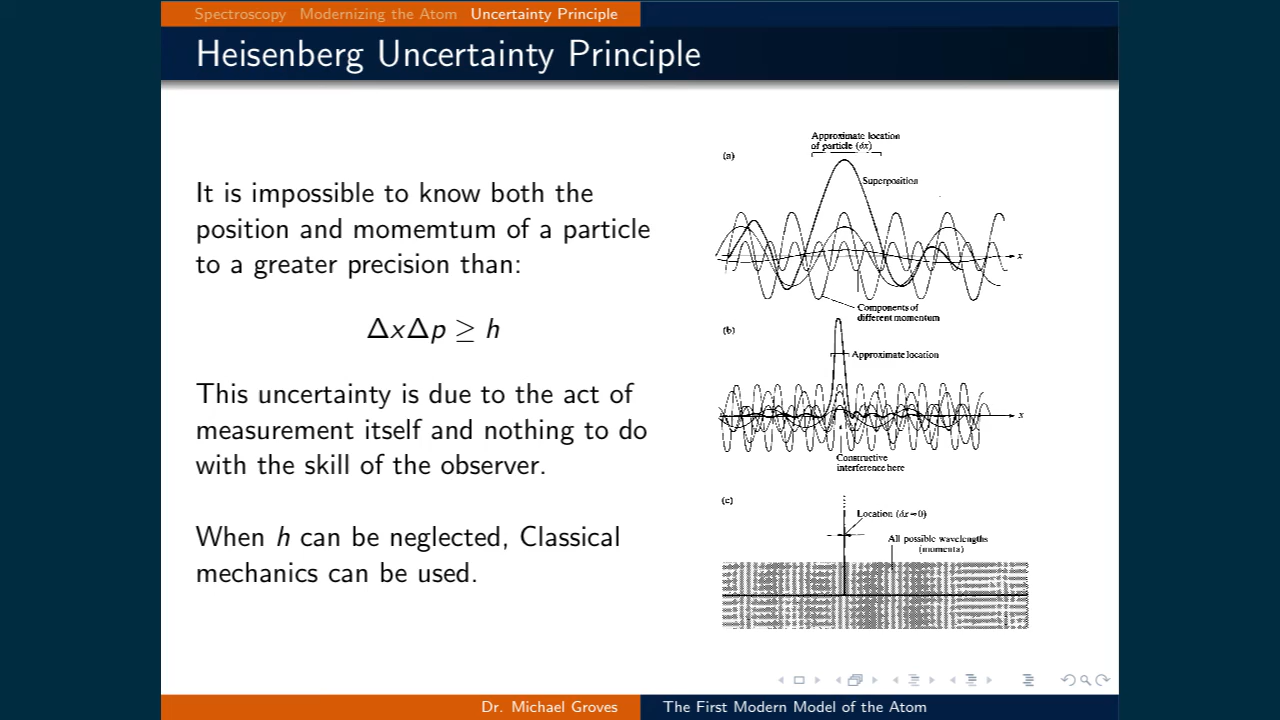 Spectroscopy Modernizing the Atom Uncertainty Principle
Heisenberg Uncertainty Principle
It is impossible to know both the
position and momemtum of a particle
to a greater precision than:
ΔxΔp ≥ h
This uncertainty is due to the act of
measurement itself and nothing to do
with the skill of the observer.
When h can be neglected, Classical
mechanics can be used.
Approximate location
of particle (δx)
(a)
Superposition
x
Components of
different momentum
(b)
Approximate location
x
Constructive
interference here
(c)
Location (δx=0)
All possible wavelengths
(momenta)
Dr. Michael Groves
The First Modern Model of the Atom